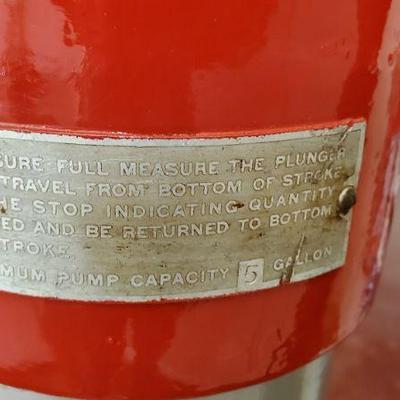 SURE FULL MEASURE THE PLUNGER
TRAVEL FROM BOTTOM OF STROKE
HE STOP INDICATING QUANTITY
ED AND BE RETURNED TO BOTTOM
STROKE.
MUM PUMP CAPACITY 5 GALLON